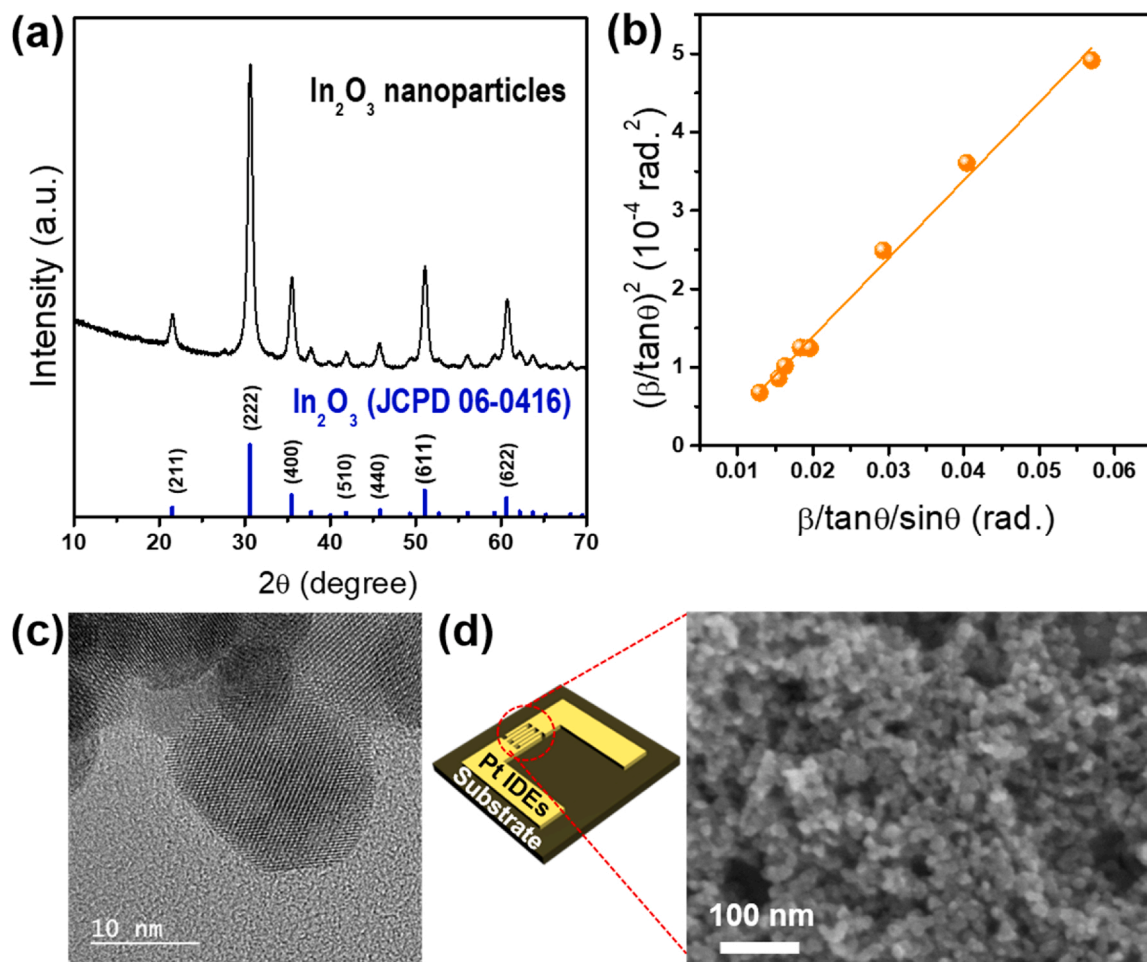 (a)
In₂O₃ nanoparticles
In₂O₃ (JCPD 06-0416)
(211)
(222)
(400)
(510)
(440)
(611)
(622)
Intensity (a.u.)
10 20 30 40 50 60 70
2θ (degree)
(b)
5
4
3
2
1
0
(β/tanθ)² (10⁻⁴ rad.²)
0.01 0.02 0.03 0.04 0.05 0.06
β/tanθ/sinθ (rad.)
(c)
10 nm
(d)
Pt IDEs
Substrate
100 nm